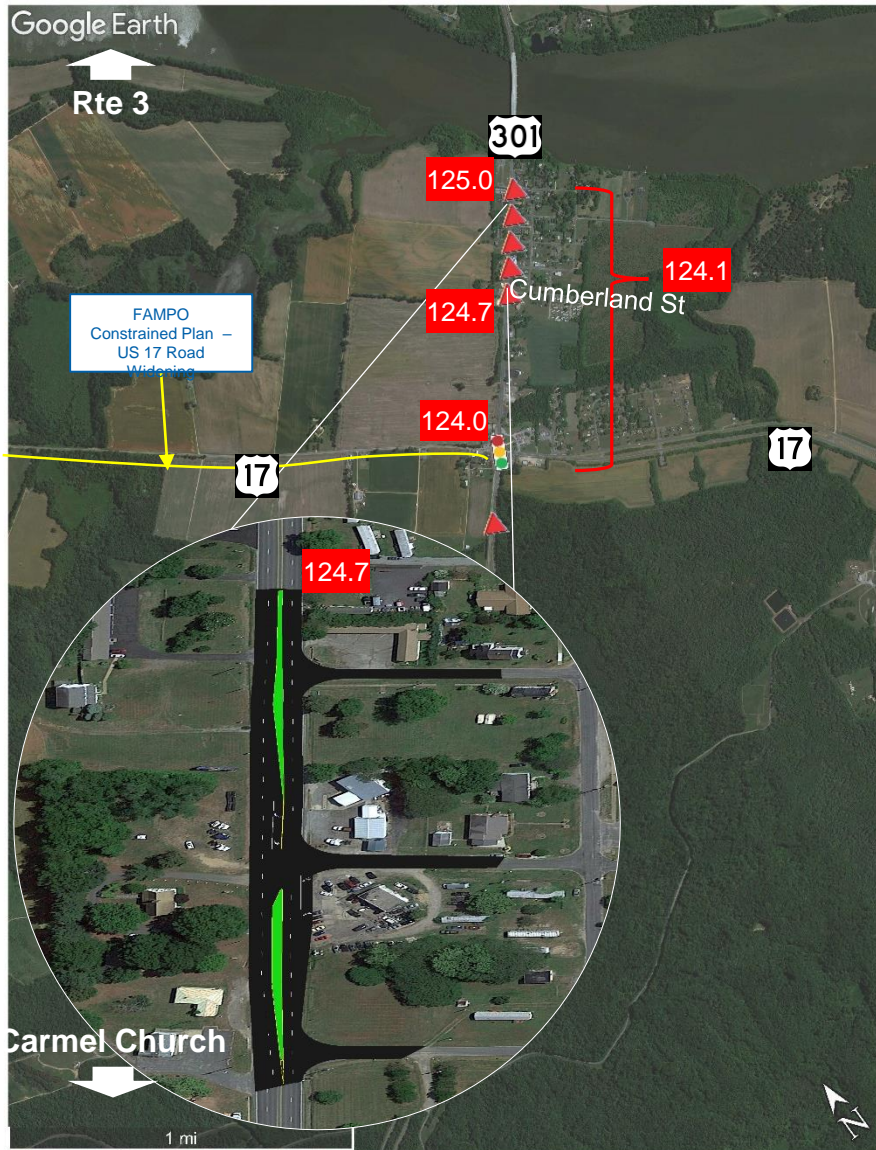 Google Earth
Rte 3
301
125.0
124.1
Cumberland St
124.7
FAMPO
Constrained Plan –
US 17 Road
Widening
124.0
17
17
124.7
Carmel Church
1 mi
N